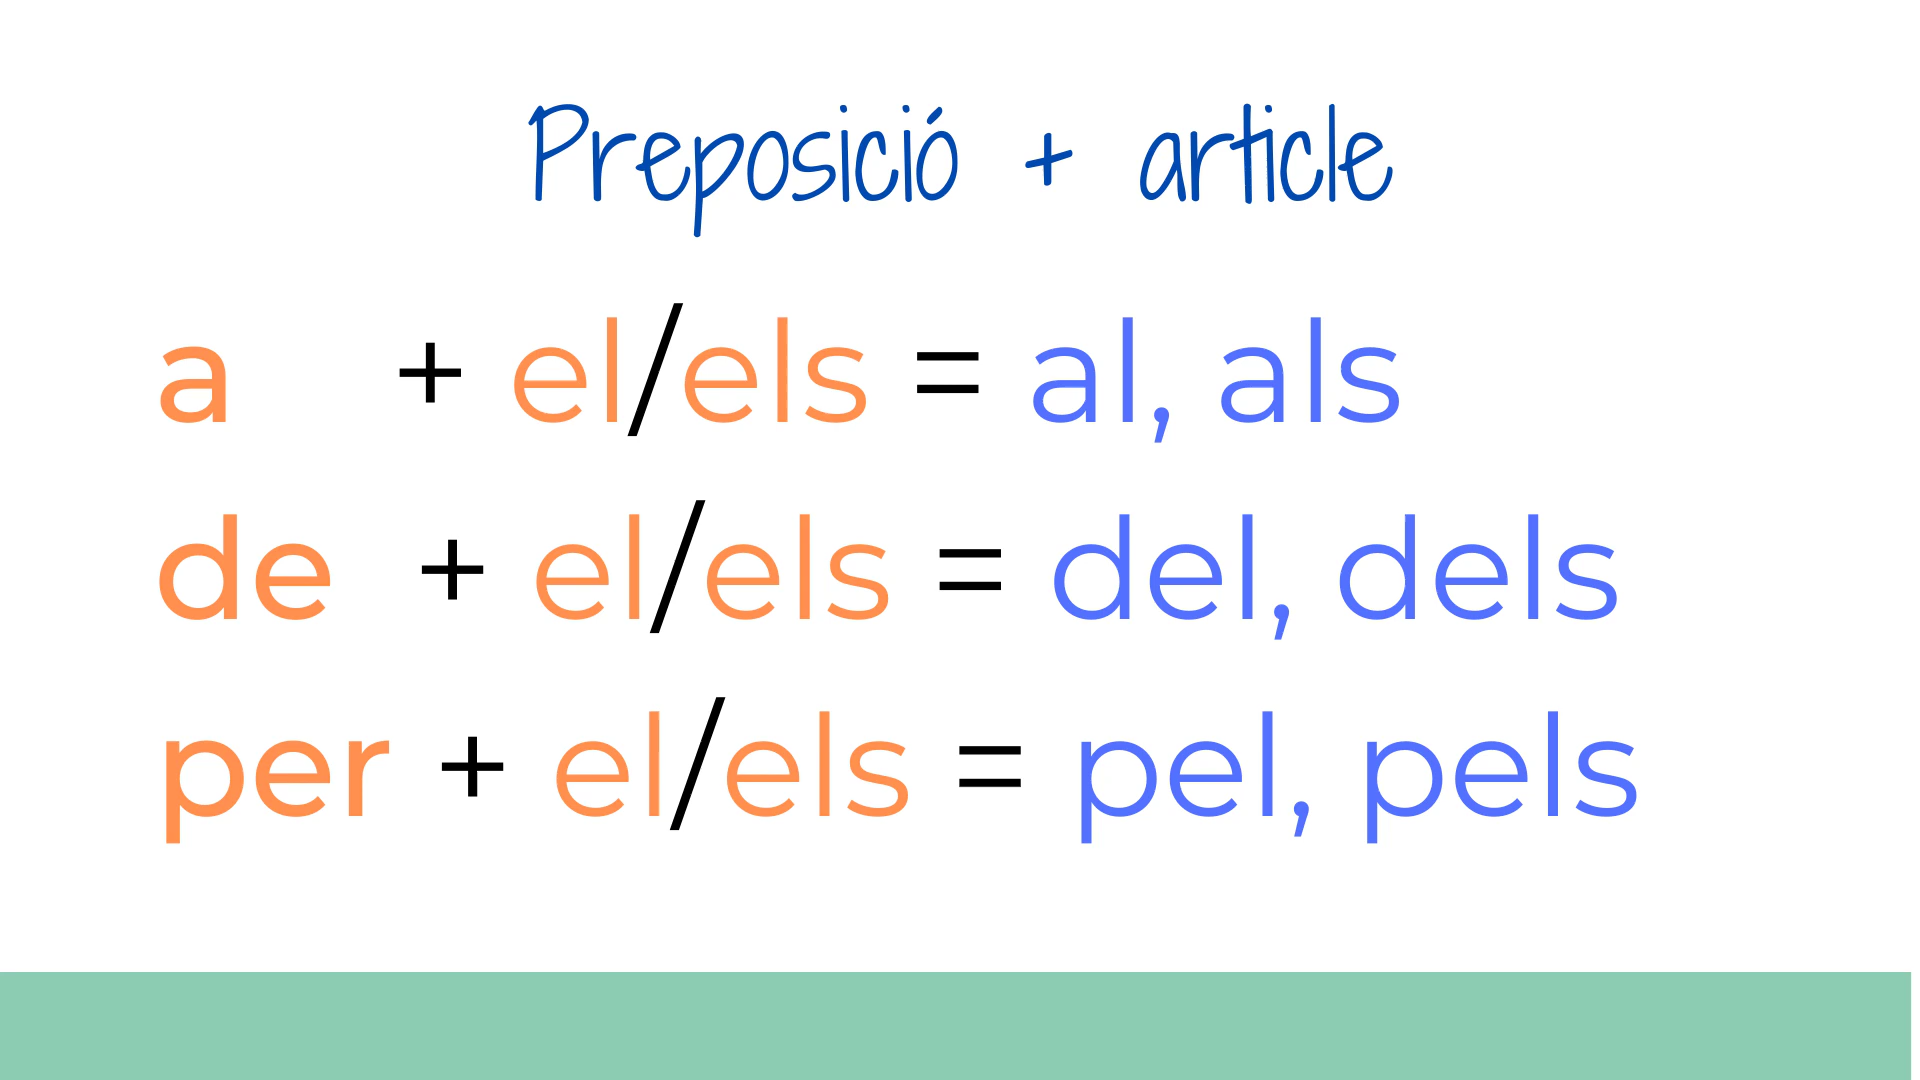 Preposició + article
a + el/els = al, als
de + el/els = del, dels
per + el/els = pel, pels